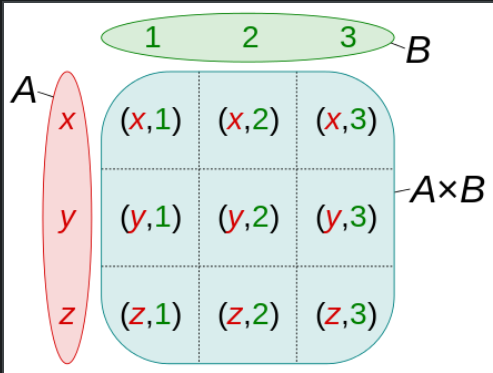 1 2 3
B
A
x (x,1) (x,2) (x,3)
y (y,1) (y,2) (y,3)
A×B
z (z,1) (z,2) (z,3)